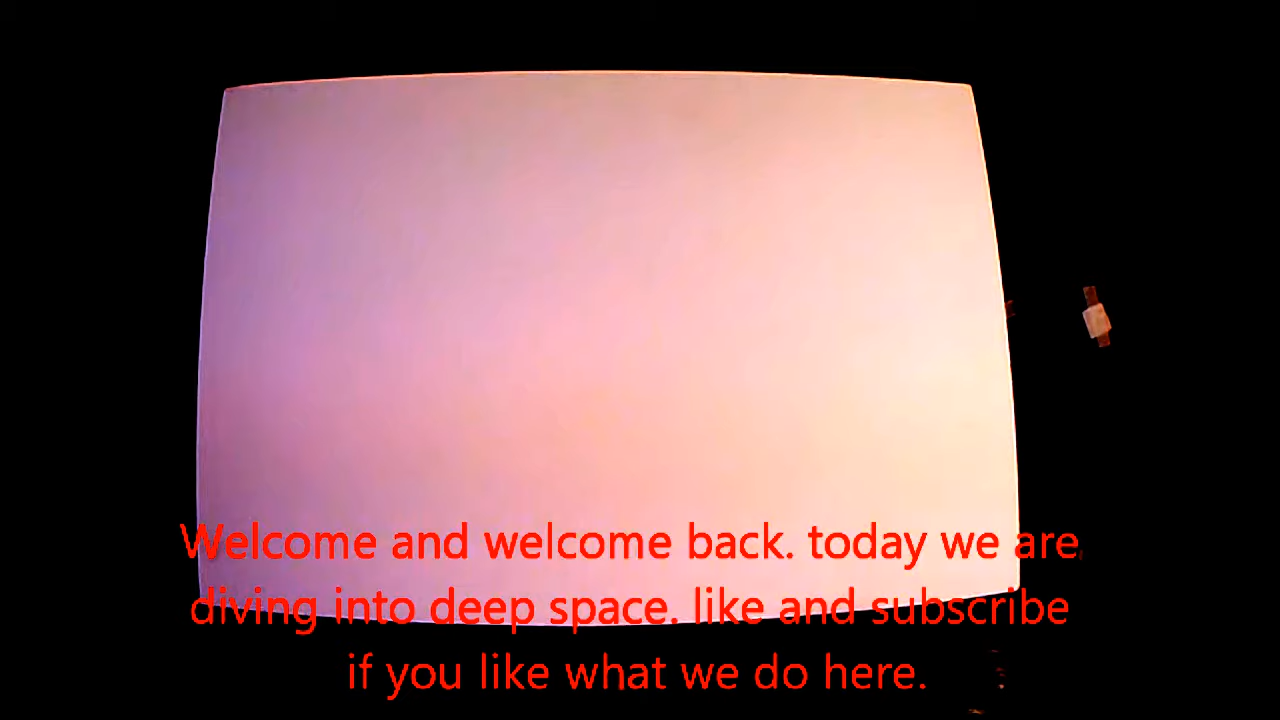 Welcome and welcome back. today we are
diving into deep space. like and subscribe
if you like what we do here.